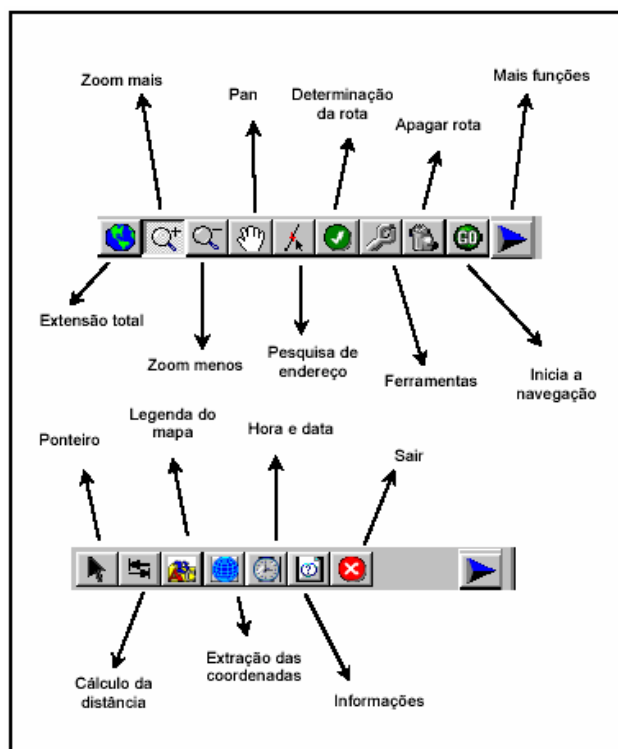 Zoom mais
Pan
Determinação
da rota
Apagar rota
Mais funções
GO
Extensão total
Zoom menos
Pesquisa de
endereço
Ferramentas
Inicia a
navegação
Ponteiro
Legenda do
mapa
Hora e data
Sair
Cálculo da
distância
Extração das
coordenadas
Informações